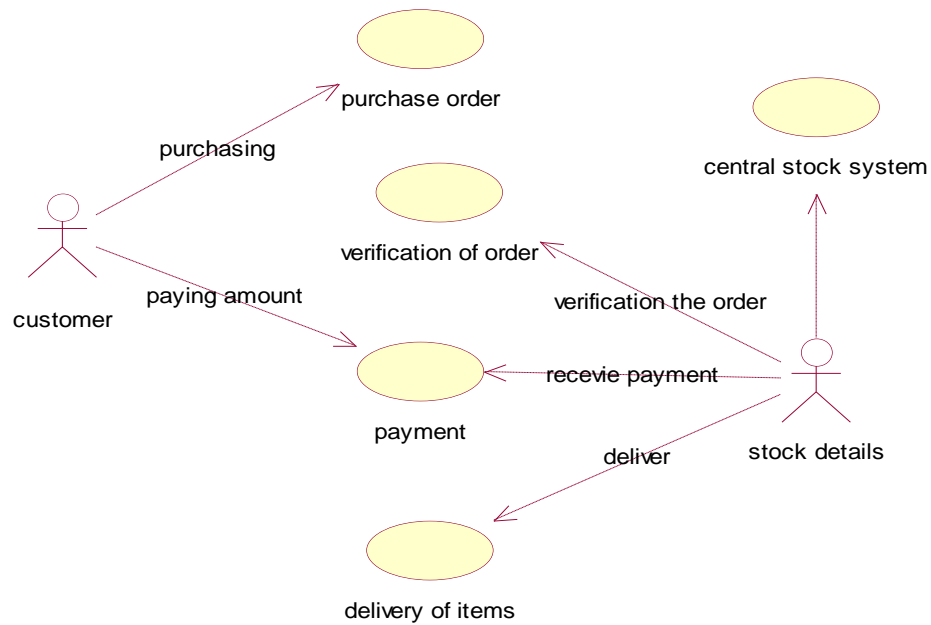 purchase order
central stock system
purchasing
verification of order
paying amount
verification the order
customer
recevie payment
payment
stock details
deliver
delivery of items